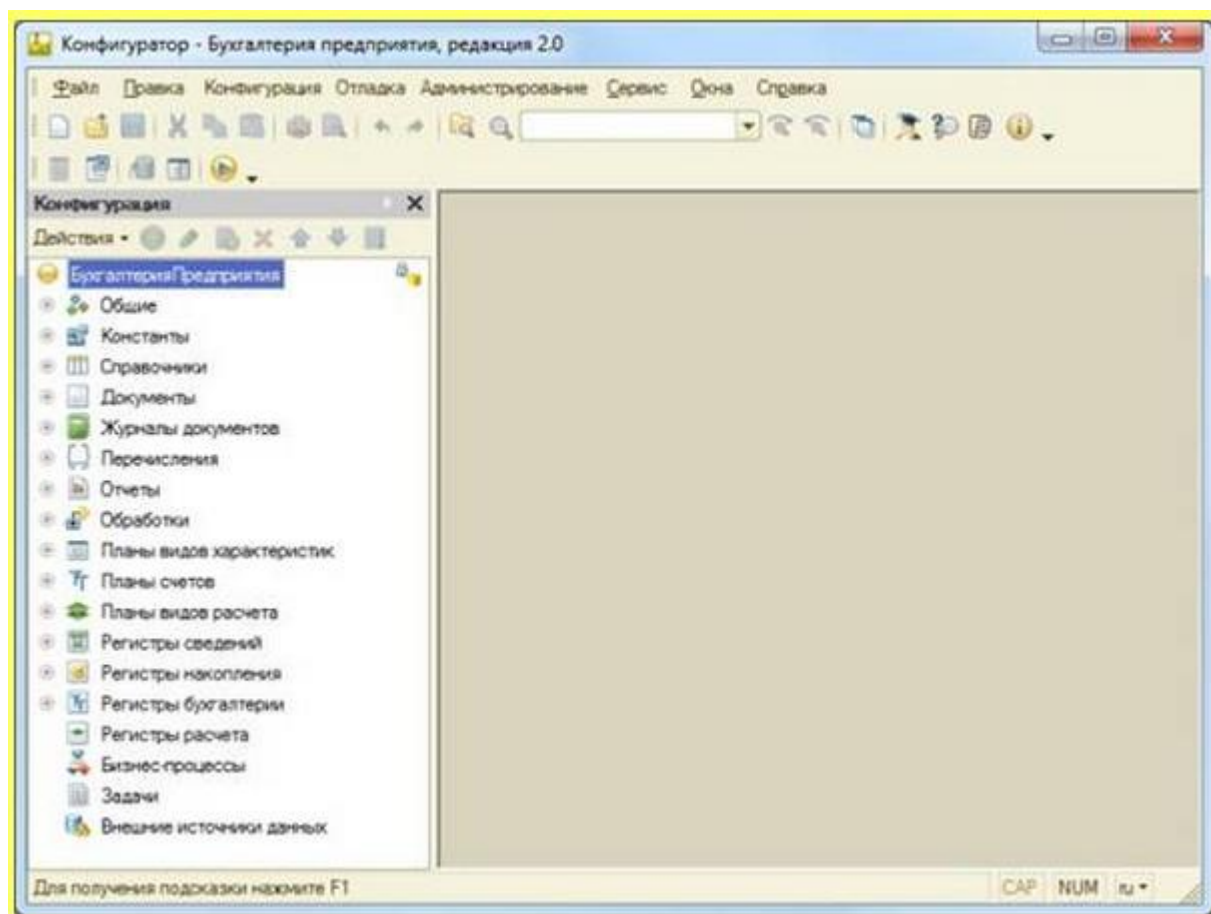 Конфигуратор - Бухгалтерия предприятия, редакция 2.0
Файл Правка Конфигурация Отладка Администрирование Сервис Окна Справка
Конфигурация
Действия
БухгалтерияПредприятия
Общие
Константы
Справочники
Документы
Журналы документов
Перечисления
Отчеты
Обработки
Планы видов характеристик
Планы счетов
Планы видов расчета
Регистры сведений
Регистры накопления
Регистры бухгалтерии
Регистры расчета
Бизнес-процессы
Задачи
Внешние источники данных
Для получения подсказки нажмите F1 CAP NUM ru